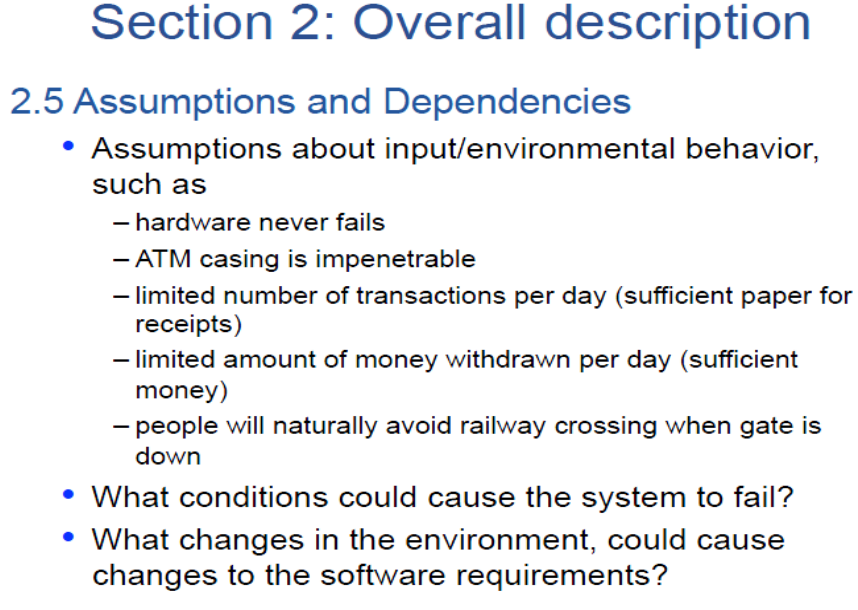 Section 2: Overall description
2.5 Assumptions and Dependencies
• Assumptions about input/environmental behavior,
such as
– hardware never fails
– ATM casing is impenetrable
– limited number of transactions per day (sufficient paper for
receipts)
– limited amount of money withdrawn per day (sufficient
money)
– people will naturally avoid railway crossing when gate is
down
• What conditions could cause the system to fail?
• What changes in the environment, could cause
changes to the software requirements?